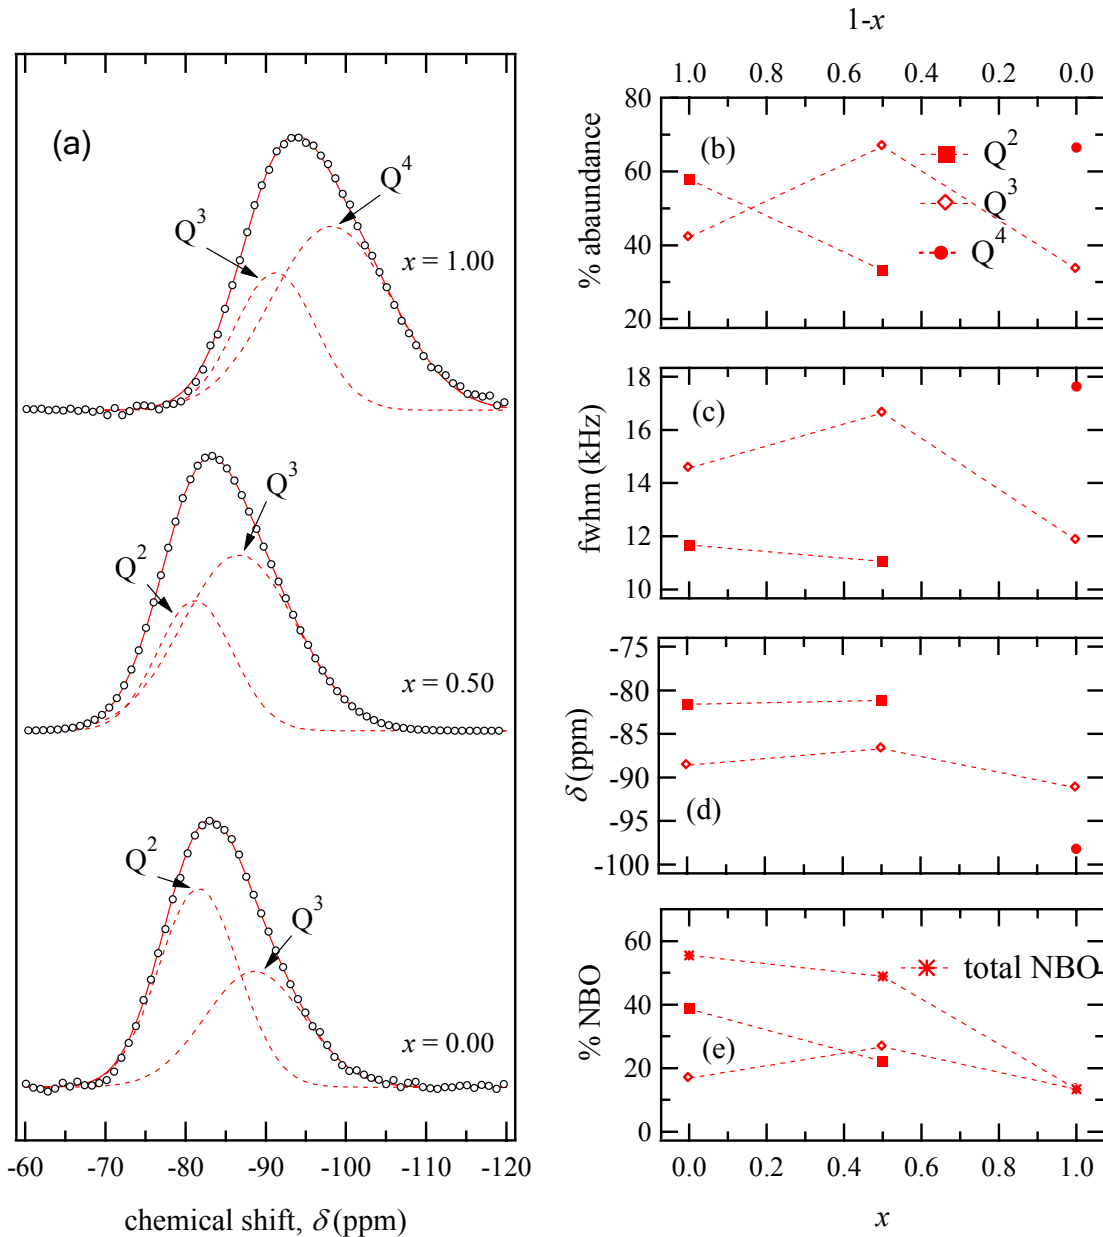 (a)
Q³
Q⁴
x = 1.00
Q²
Q³
x = 0.50
Q²
Q³
x = 0.00
-60 -70 -80 -90 -100 -110 -120
chemical shift, δ (ppm)
1-x
1.0 0.8 0.6 0.4 0.2 0.0
% abaundance
80
60
40
20
(b)
Q²
Q³
Q⁴
fwhm (kHz)
18
16
14
12
10
(c)
δ (ppm)
-75
-80
-85
-90
-95
-100
(d)
% NBO
60
40
20
0
(e)
total NBO
0.0 0.2 0.4 0.6 0.8 1.0
x